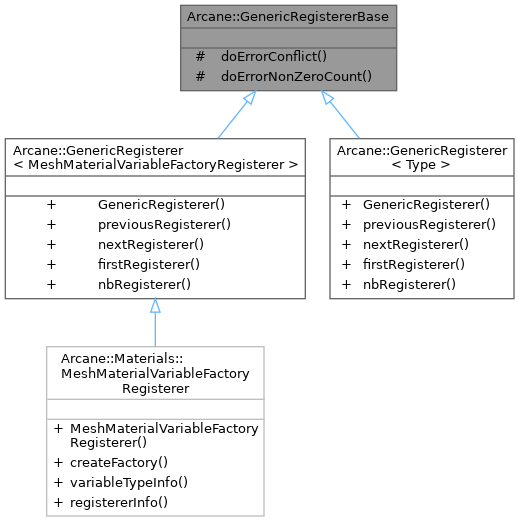 Arcane::GenericRegistererBase
# doErrorConflict()
# doErrorNonZeroCount()
Arcane::GenericRegisterer
< MeshMaterialVariableFactoryRegisterer >
+ GenericRegisterer()
+ previousRegisterer()
+ nextRegisterer()
+ firstRegisterer()
+ nbRegisterer()
Arcane::GenericRegisterer
< Type >
+ GenericRegisterer()
+ previousRegisterer()
+ nextRegisterer()
+ firstRegisterer()
+ nbRegisterer()
Arcane::Materials::
MeshMaterialVariableFactory
Registerer
+ MeshMaterialVariableFactory
Registerer()
+ createFactory()
+ variableTypeInfo()
+ registererInfo()